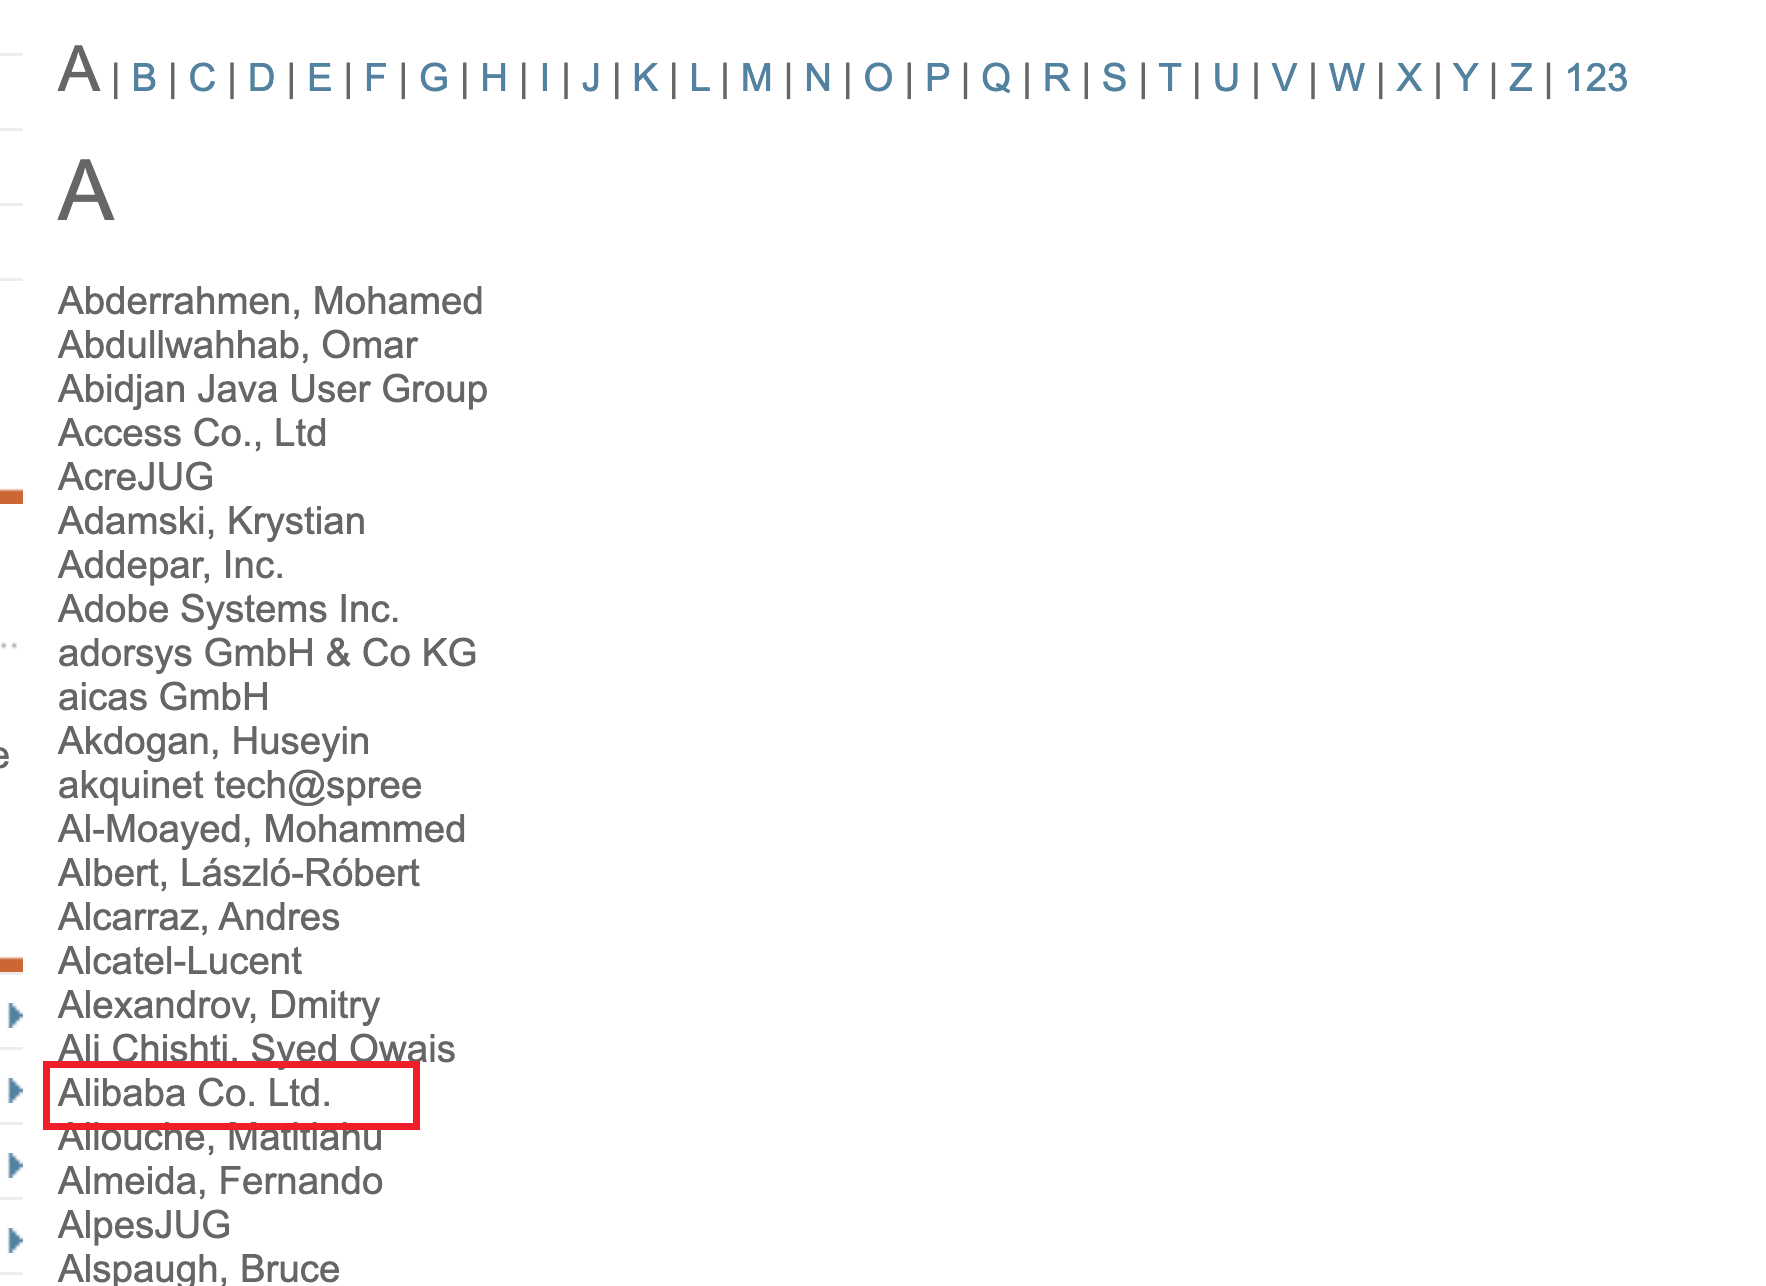 A | B | C | D | E | F | G | H | I | J | K | L | M | N | O | P | Q | R | S | T | U | V | W | X | Y | Z | 123
A
Abderrahmen, Mohamed
Abdullwahhab, Omar
Abidjan Java User Group
Access Co., Ltd
AcreJUG
Adamski, Krystian
Addepar, Inc.
Adobe Systems Inc.
adorsys GmbH & Co KG
aicas GmbH
Akdogan, Huseyin
akquinet tech@spree
Al-Moayed, Mohammed
Albert, László-Róbert
Alcarraz, Andres
Alcatel-Lucent
Alexandrov, Dmitry
Ali Chishti, Syed Owais
Alibaba Co. Ltd.
Allouche, Matitiahu
Almeida, Fernando
AlpesJUG
Alspaugh, Bruce